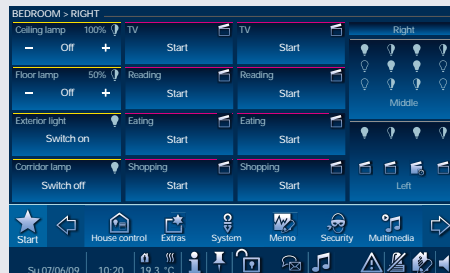 BEDROOM > RIGHT
Ceiling lamp 100% TV TV Right
– Off + Start Start
Floor lamp 50% Reading Reading
– Off + Start Start Middle
Exterior light Eating Eating
Switch on Start Start
Corridor lamp Shopping Shopping
Switch off Start Start Left
Start House control Extras System Memo Security Multimedia
Su 07/06/09 10:20 19.3 °C